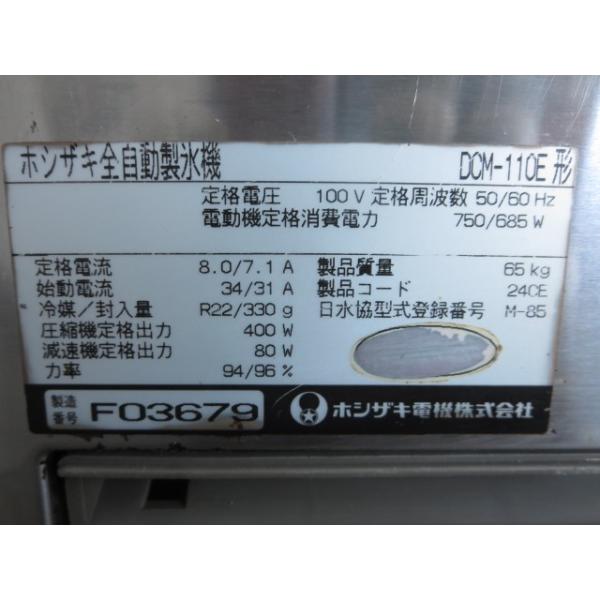 ホシザキ全自動製氷機 DCM-110E 形
定格電圧 100 V 定格周波数 50/60 Hz
電動機定格消費電力 750/685 W
定格電流 8.0/7.1 A 製品質量 65 kg
始動電流 34/31 A 製品コード 24CE
冷媒/封入量 R22/330 g 日水協型式登録番号 M-85
圧縮機定格出力 400 W
減速機定格出力 80 W
力率 94/96 %
製造番号 F03679 ホシザキ電機株式会社